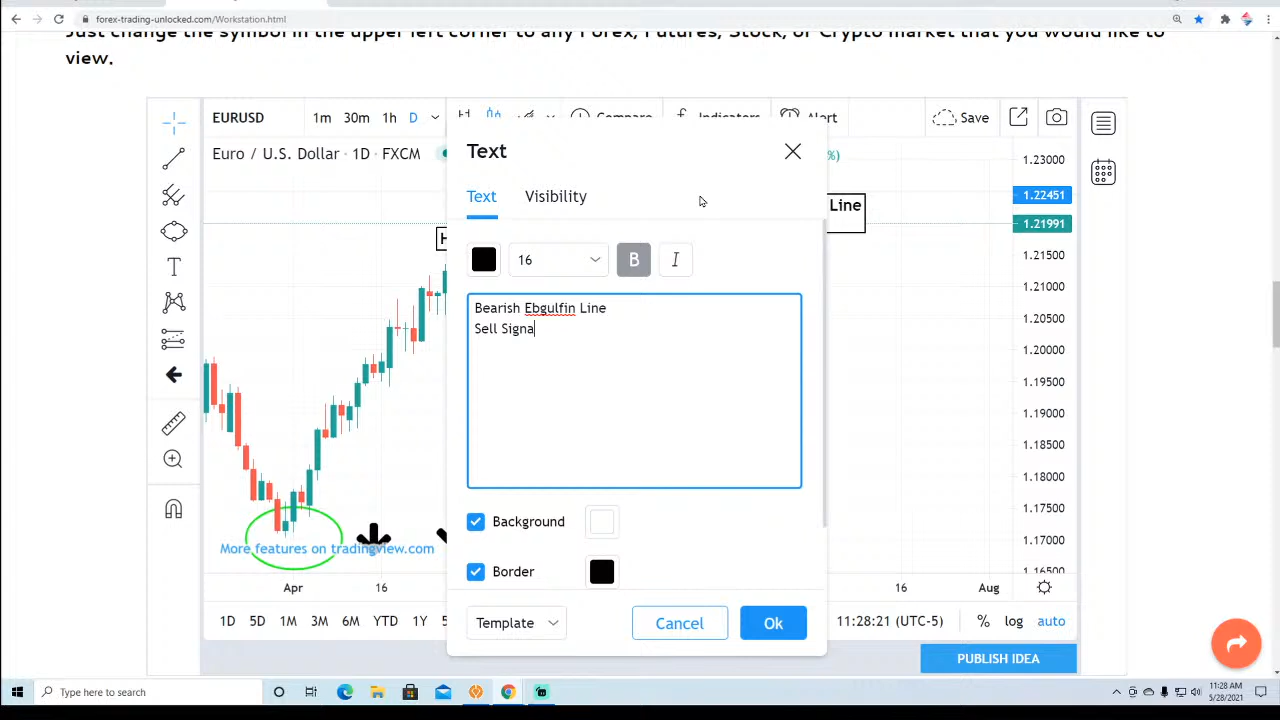 forex-trading-unlocked.com/Workstation.html
Just change the symbol in the upper left corner to any Forex, Futures, Stock, or Crypto market that you would like to
view.
EURUSD 1m 30m 1h D Compare Indicators Alert Save
Euro / U.S. Dollar · 1D · FXCM %)
Text
Text Visibility
16 B I
Bearish Ebgulfin Line
Sell Signa
Background
Border
Template Cancel Ok
Line
H
1.23000
1.22451
1.21991
1.21500
1.21000
1.20500
1.20000
1.19500
1.19000
1.18500
1.18000
1.17500
1.17000
1.16500
More features on tradingview.com
Apr 16 16 Aug
1D 5D 1M 3M 6M YTD 1Y 5 11:28:21 (UTC-5) % log auto
PUBLISH IDEA
Type here to search
11:28 AM
5/28/2021